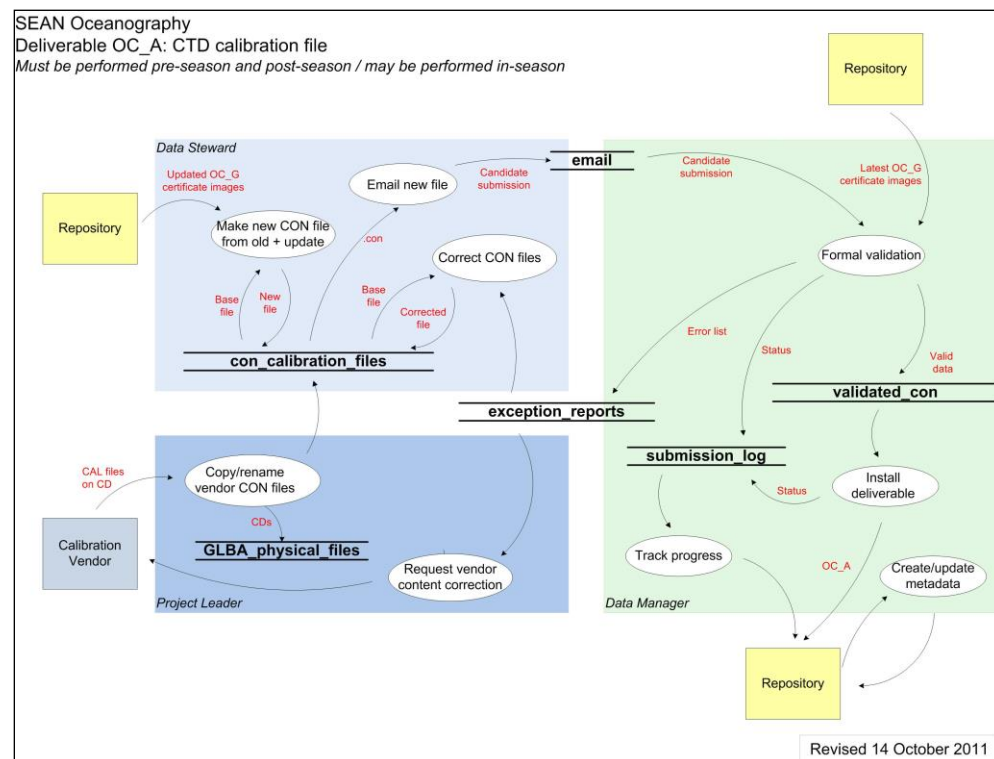 SEAN Oceanography
Deliverable OC_A: CTD calibration file
Must be performed pre-season and post-season / may be performed in-season
Repository
Data Steward
email
Updated OC_G
certificate images
Email new file
Candidate
submission
Candidate
submission
Latest OC_G
certificate images
Repository
Make new CON file
from old + update
.con
Correct CON files
Formal validation
Base
file
New
file
Base
file
Corrected
file
Error list
Status
Valid
data
con_calibration_files
validated_con
exception_reports
submission_log
CAL files
on CD
Copy/rename
vendor CON files
Install
deliverable
Status
CDs
Calibration
Vendor
GLBA_physical_files
Track progress
OC_A
Create/update
metadata
Request vendor
content correction
Project Leader
Data Manager
Repository
Revised 14 October 2011